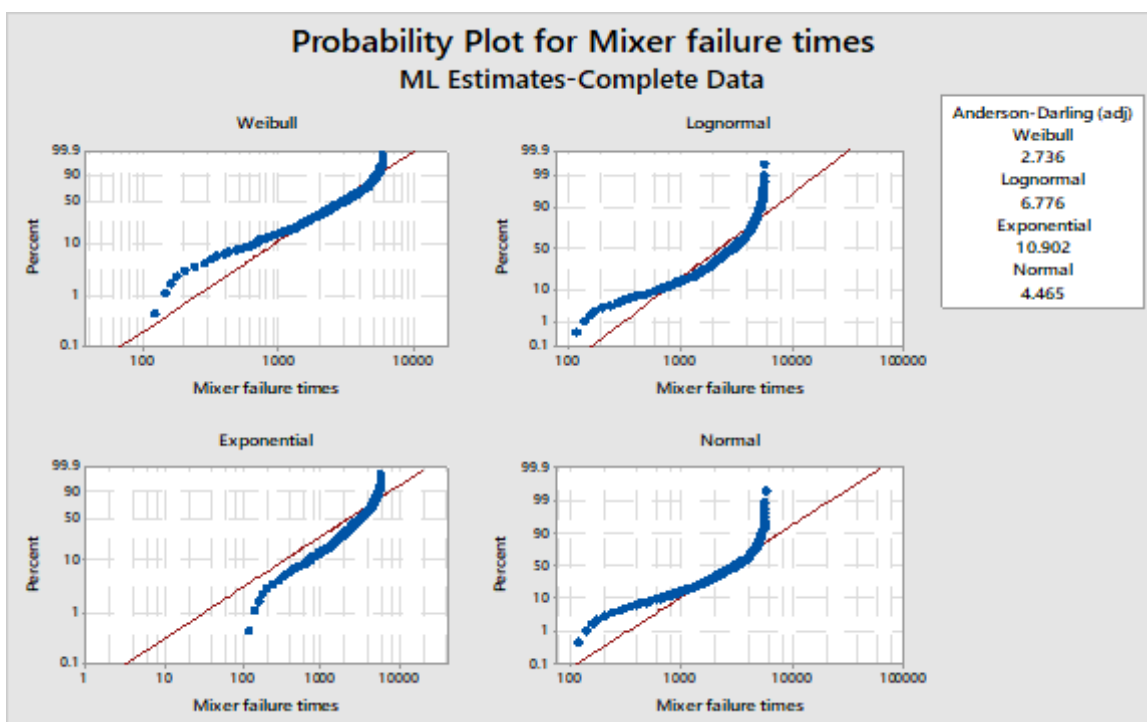 Probability Plot for Mixer failure times
ML Estimates-Complete Data
Weibull
99.9
90
50
10
1
0.1
Percent
100 1000 10000
Mixer failure times
Lognormal
99.9
99
90
50
10
1
0.1
Percent
100 1000 10000 100000
Mixer failure times
Anderson-Darling (adj)
Weibull
2.736
Lognormal
6.776
Exponential
10.902
Normal
4.465
Exponential
99.9
90
50
10
1
0.1
Percent
1 10 100 1000 10000
Mixer failure times
Normal
99.9
99
90
50
10
1
0.1
Percent
100 1000 10000 100000
Mixer failure times